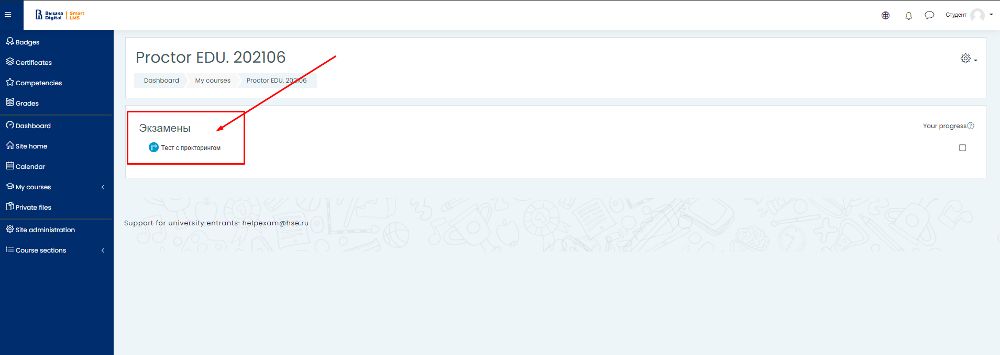 Вышка Digital
Smart LMS
Студент
Badges
Certificates
Competencies
Grades
Dashboard
Site home
Calendar
My courses
Private files
Site administration
Course sections
Proctor EDU. 202106
Dashboard
My courses
Proctor EDU. 202106
Экзамены
Your progress
Тест с прокторингом
Support for university entrants: helpexam@hse.ru